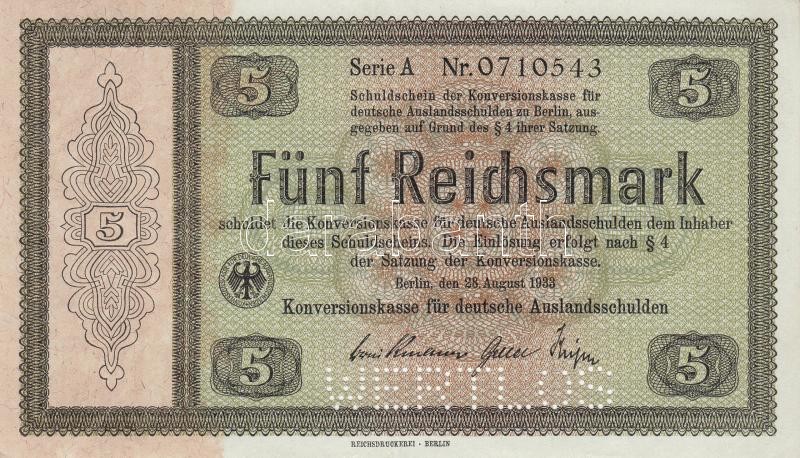 5
5
Serie A Nr. 0710543
Schuldschein der Konversionskasse für
deutsche Auslandsschulden zu Berlin, aus-
gegeben auf Grund des § 4 ihrer Satzung.
Fünf Reichsmark
schuldet die Konversionskasse für deutsche Auslandsschulden dem Inhaber
dieses Schuldscheins. Die Einlösung erfolgt nach § 4
der Satzung der Konversionskasse.
Berlin, den 28. August 1933
Konversionskasse für deutsche Auslandsschulden
5
5
5
WERTLOS
REICHSDRUCKEREI · BERLIN
darabanth